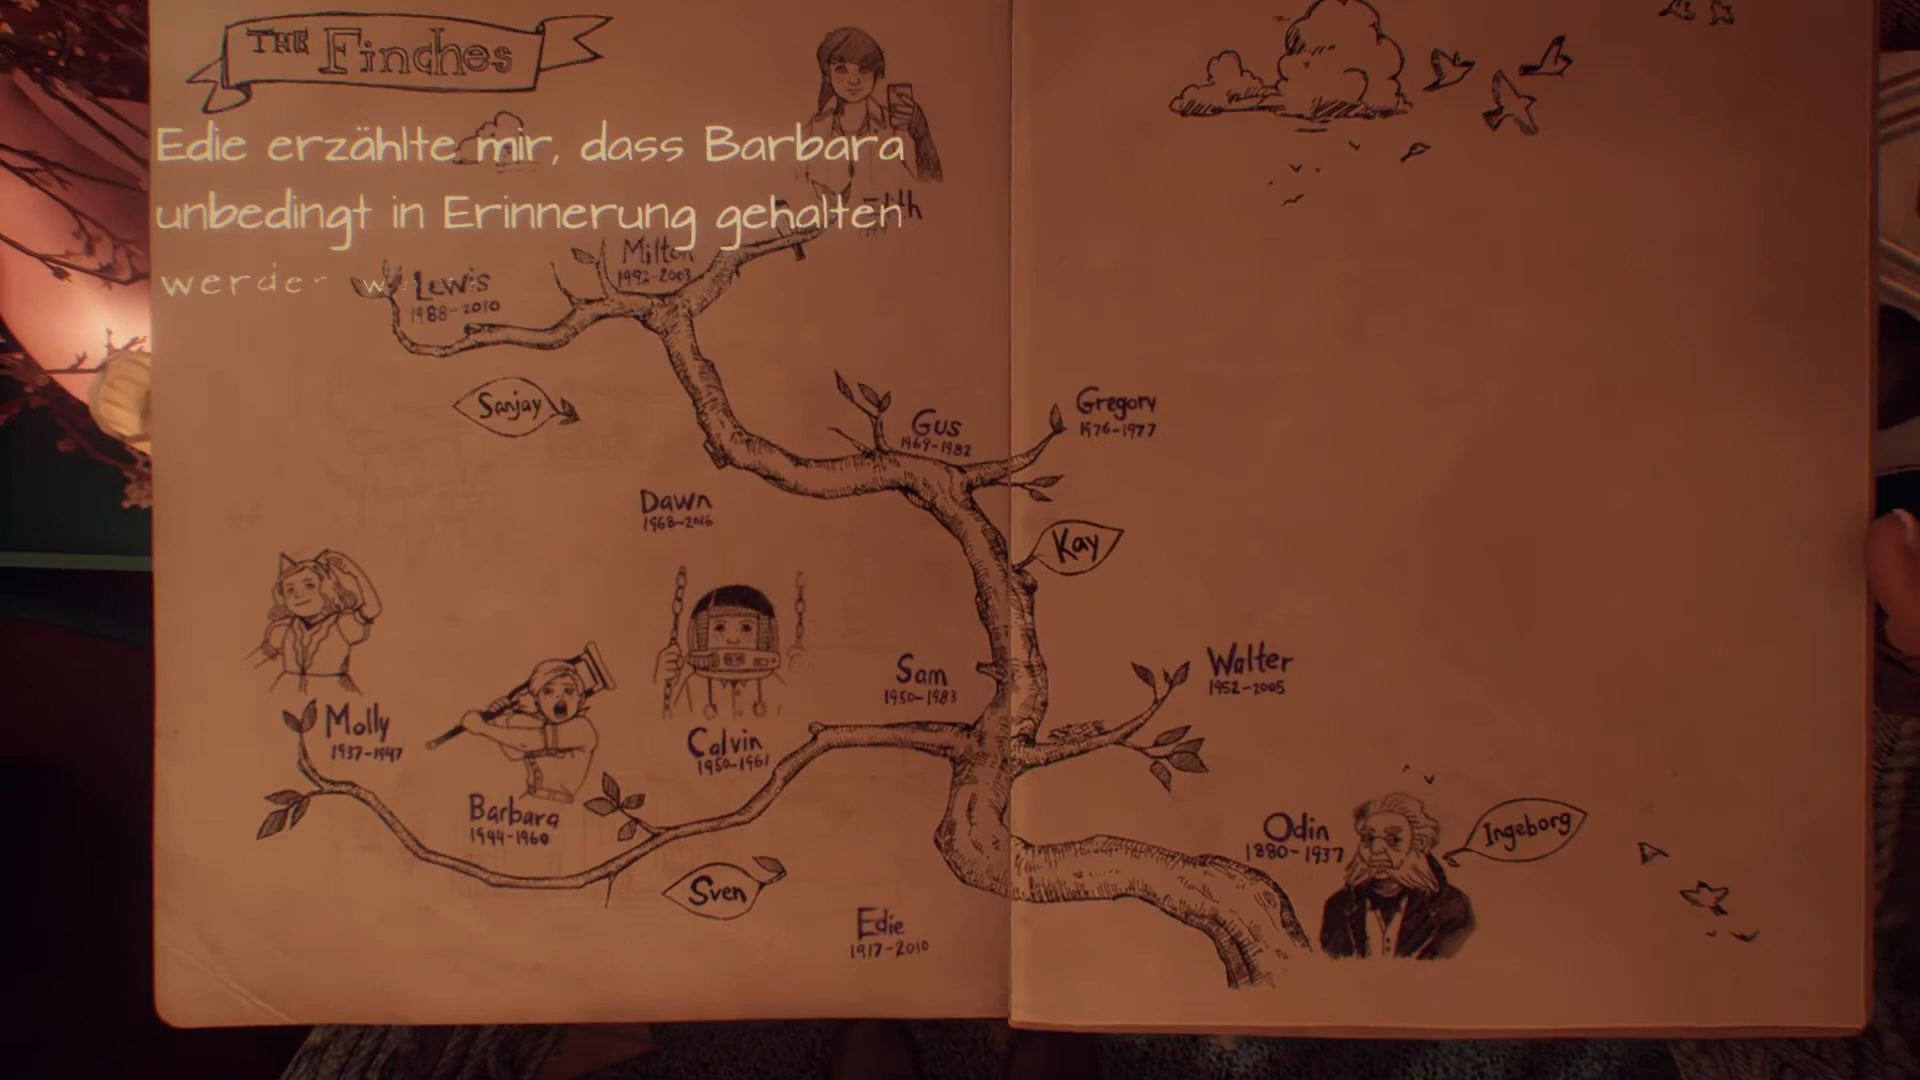 THE Finches
Edie erzählte mir, dass Barbara
unbedingt in Erinnerung gehalten
Milton
1992-2003
Lewis
1988-2010
Sanjay
Gus
1969-1982
Gregory
1976-1977
Dawn
1968-2016
Kay
Sam
1950-1983
Walter
1952-2005
Molly
1937-1947
Calvin
1950-1961
Barbara
1944-1960
Sven
Odin
1880-1937
Ingeborg
Edie
1917-2010